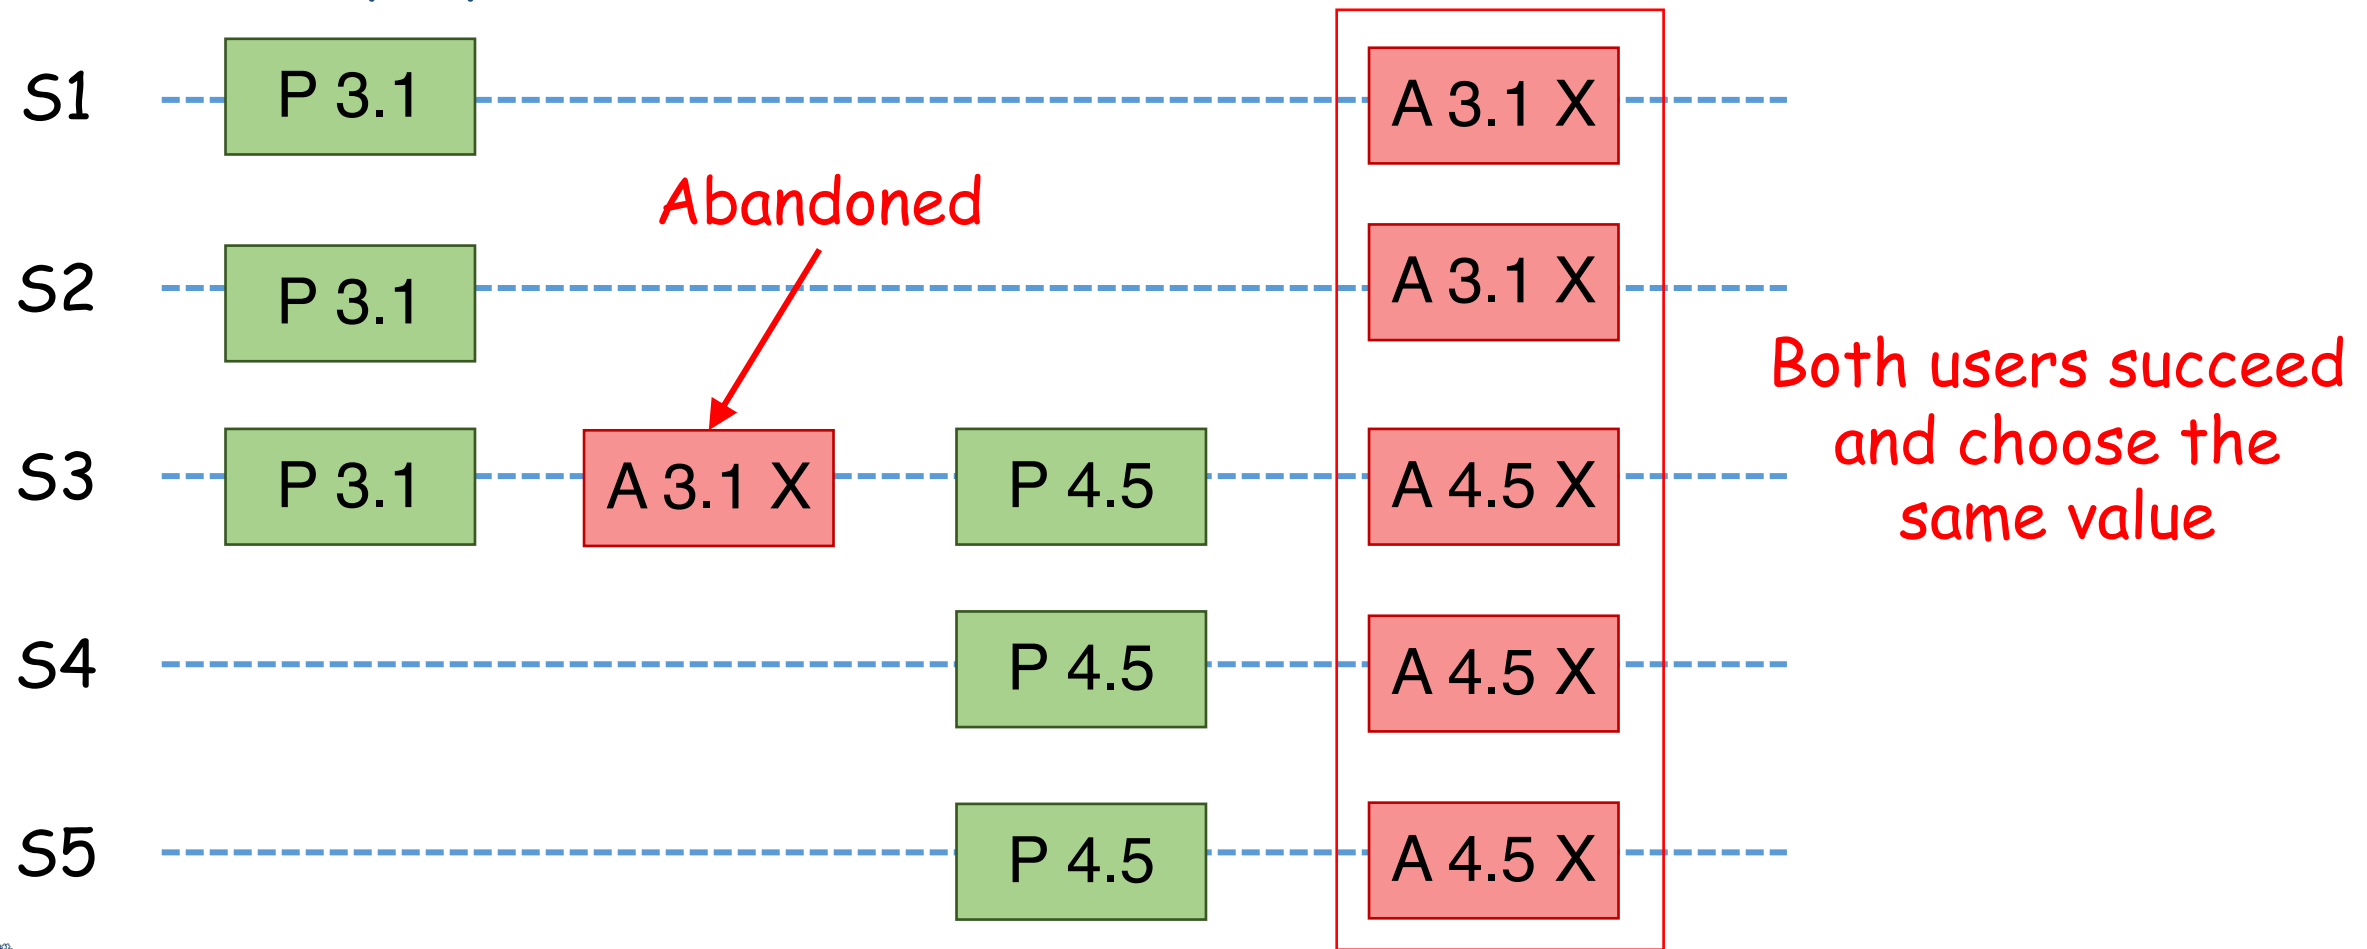 S1 P 3.1 A 3.1 X
Abandoned
S2 P 3.1 A 3.1 X
Both users succeed
and choose the
same value
S3 P 3.1 A 3.1 X P 4.5 A 4.5 X
S4 P 4.5 A 4.5 X
S5 P 4.5 A 4.5 X